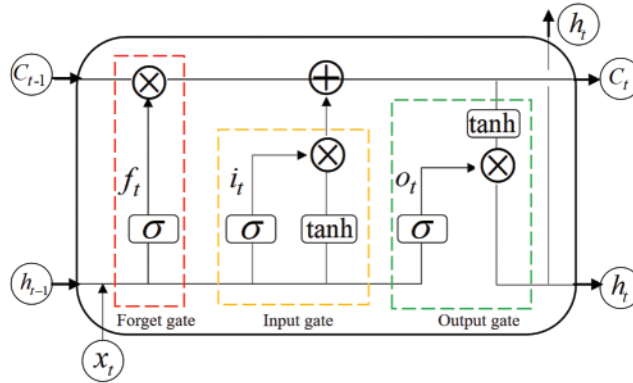 h_t
C_{t-1}
C_t
tanh
f_t
i_t
o_t
σ
σ
tanh
σ
h_{t-1}
h_t
Forget gate
Input gate
Output gate
x_t